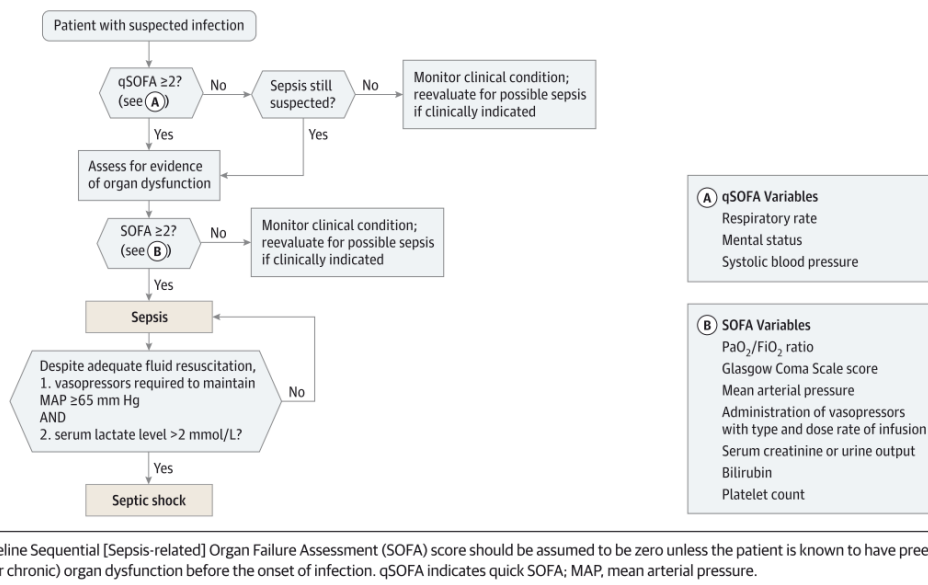 Patient with suspected infection
qSOFA ≥2?
(see A)
No
Sepsis still
suspected?
No
Monitor clinical condition;
reevaluate for possible sepsis
if clinically indicated
Yes
Yes
Assess for evidence
of organ dysfunction
SOFA ≥2?
(see B)
No
Monitor clinical condition;
reevaluate for possible sepsis
if clinically indicated
Yes
Sepsis
Despite adequate fluid resuscitation,
1. vasopressors required to maintain
MAP ≥65 mm Hg
AND
2. serum lactate level >2 mmol/L?
No
Yes
Septic shock
A qSOFA Variables
Respiratory rate
Mental status
Systolic blood pressure
B SOFA Variables
PaO₂/FiO₂ ratio
Glasgow Coma Scale score
Mean arterial pressure
Administration of vasopressors
with type and dose rate of infusion
Serum creatinine or urine output
Bilirubin
Platelet count
eline Sequential [Sepsis-related] Organ Failure Assessment (SOFA) score should be assumed to be zero unless the patient is known to have pree
r chronic) organ dysfunction before the onset of infection. qSOFA indicates quick SOFA; MAP, mean arterial pressure.